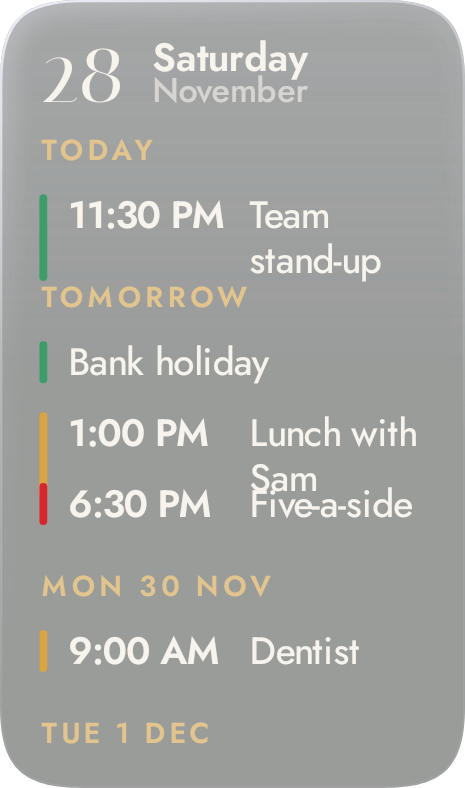 28 Saturday
November
TODAY
11:30 PM Team
stand-up
TOMORROW
Bank holiday
1:00 PM Lunch with
Sam
6:30 PM Five-a-side
MON 30 NOV
9:00 AM Dentist
TUE 1 DEC